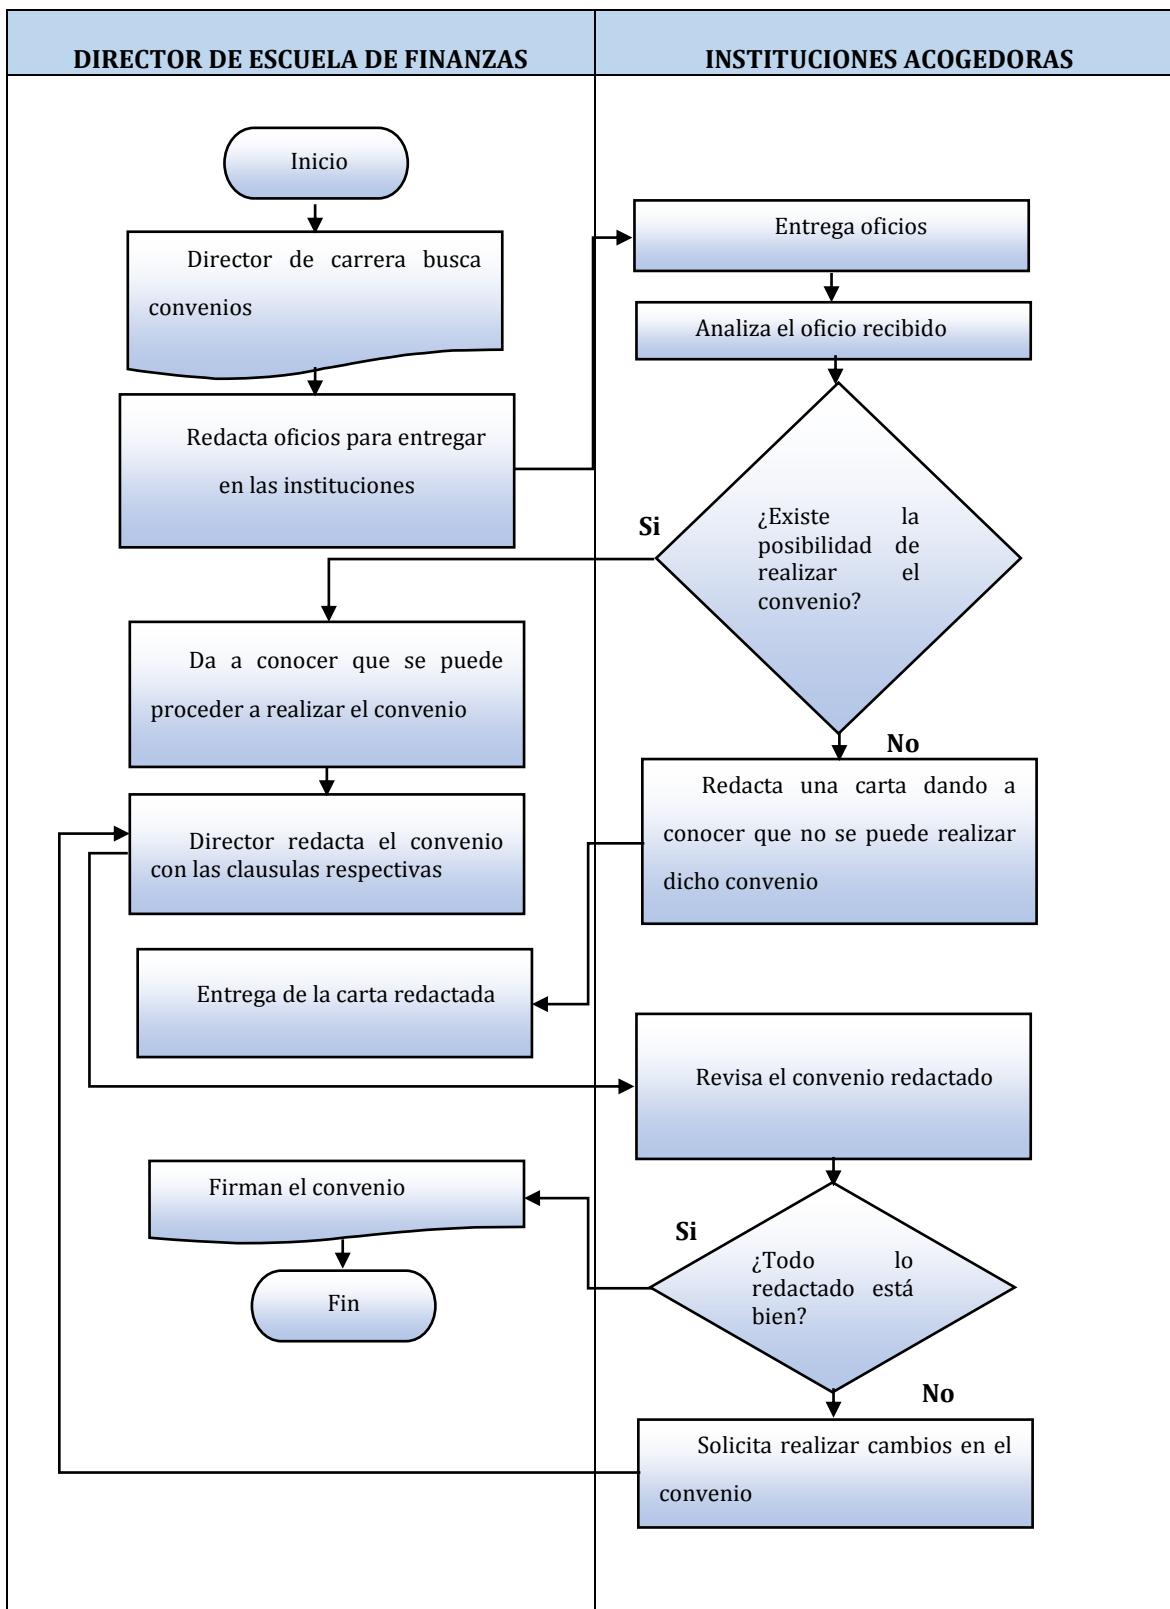 DIRECTOR DE ESCUELA DE FINANZAS
INSTITUCIONES ACOGEDORAS
Inicio
Director de carrera busca
convenios
Redacta oficios para entregar
en las instituciones
Entrega oficios
Analiza el oficio recibido
¿Existe la
posibilidad de
realizar el
convenio?
Si
No
Da a conocer que se puede
proceder a realizar el convenio
Director redacta el convenio
con las clausulas respectivas
Redacta una carta dando a
conocer que no se puede realizar
dicho convenio
Entrega de la carta redactada
Revisa el convenio redactado
¿Todo lo
redactado está
bien?
Si
No
Firman el convenio
Fin
Solicita realizar cambios en el
convenio